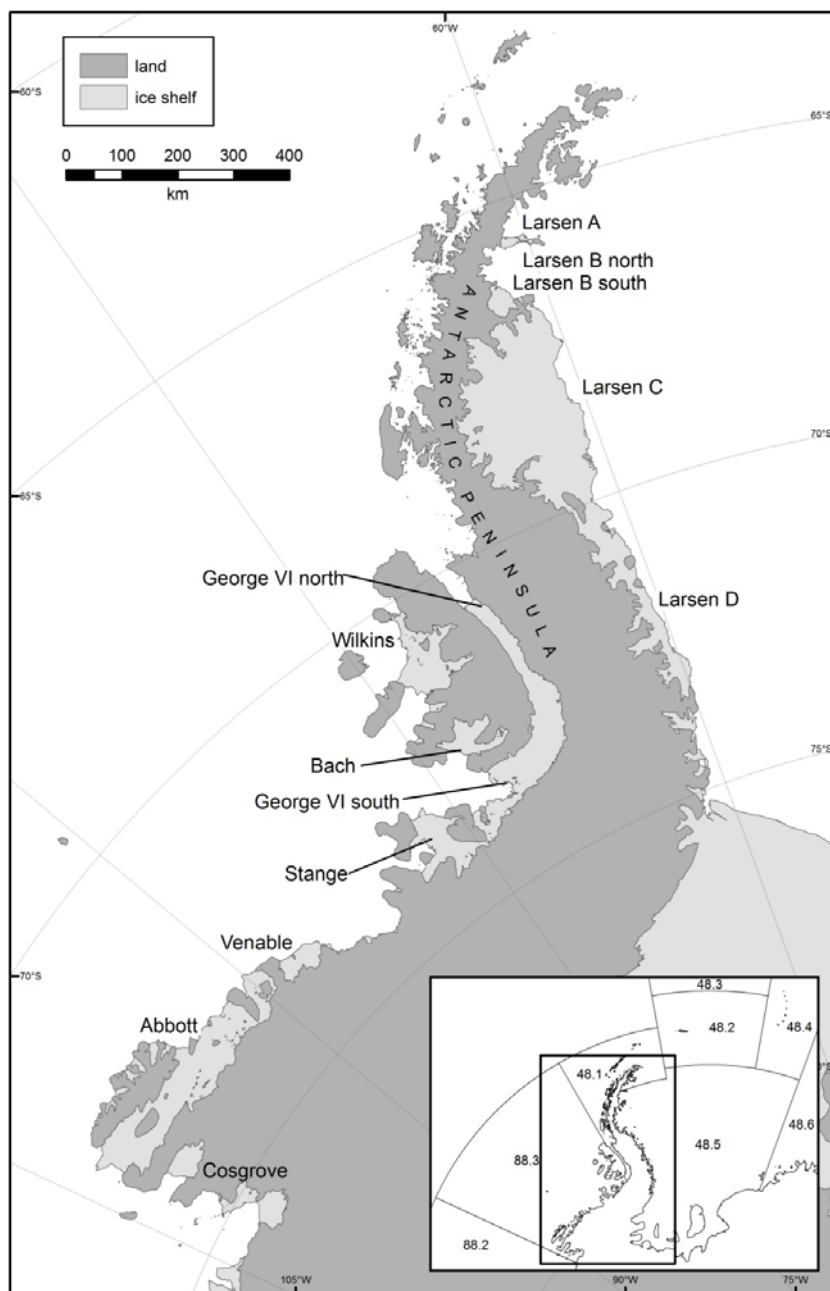 60°W
land
ice shelf
60°S
65°S
0 100 200 300 400
km
Larsen A
Larsen B north
Larsen B south
ANTARCTIC PENINSULA
Larsen C
70°S
65°S
George VI north
Larsen D
Wilkins
75°S
Bach
George VI south
Stange
Venable
70°S
Abbott
Cosgrove
48.3
48.2
48.4
48.1
48.6
48.5
88.3
88.2
105°W
90°W
75°W